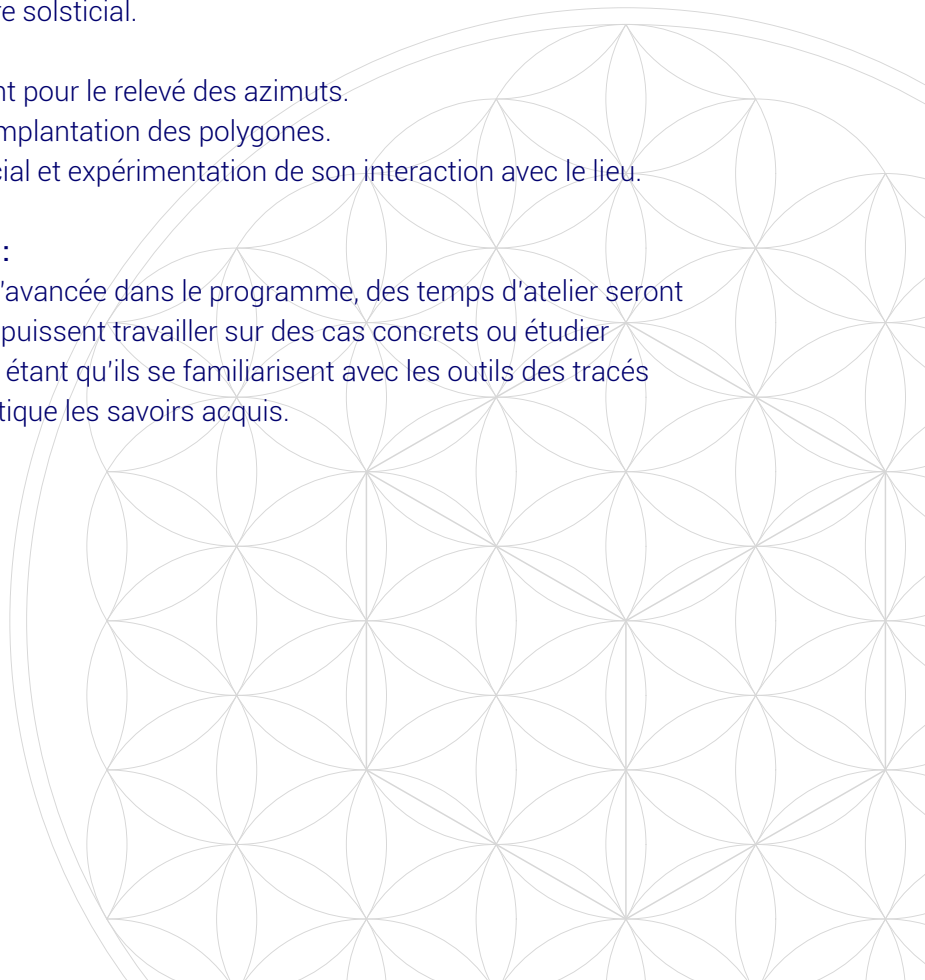 re solsticial.
nt pour le relevé des azimuts.
mplantation des polygones.
cial et expérimentation de son interaction avec le lieu.
:
'avancée dans le programme, des temps d'atelier seront
puissent travailler sur des cas concrets ou étudier
étant qu'ils se familiarisent avec les outils des tracés
tique les savoirs acquis.